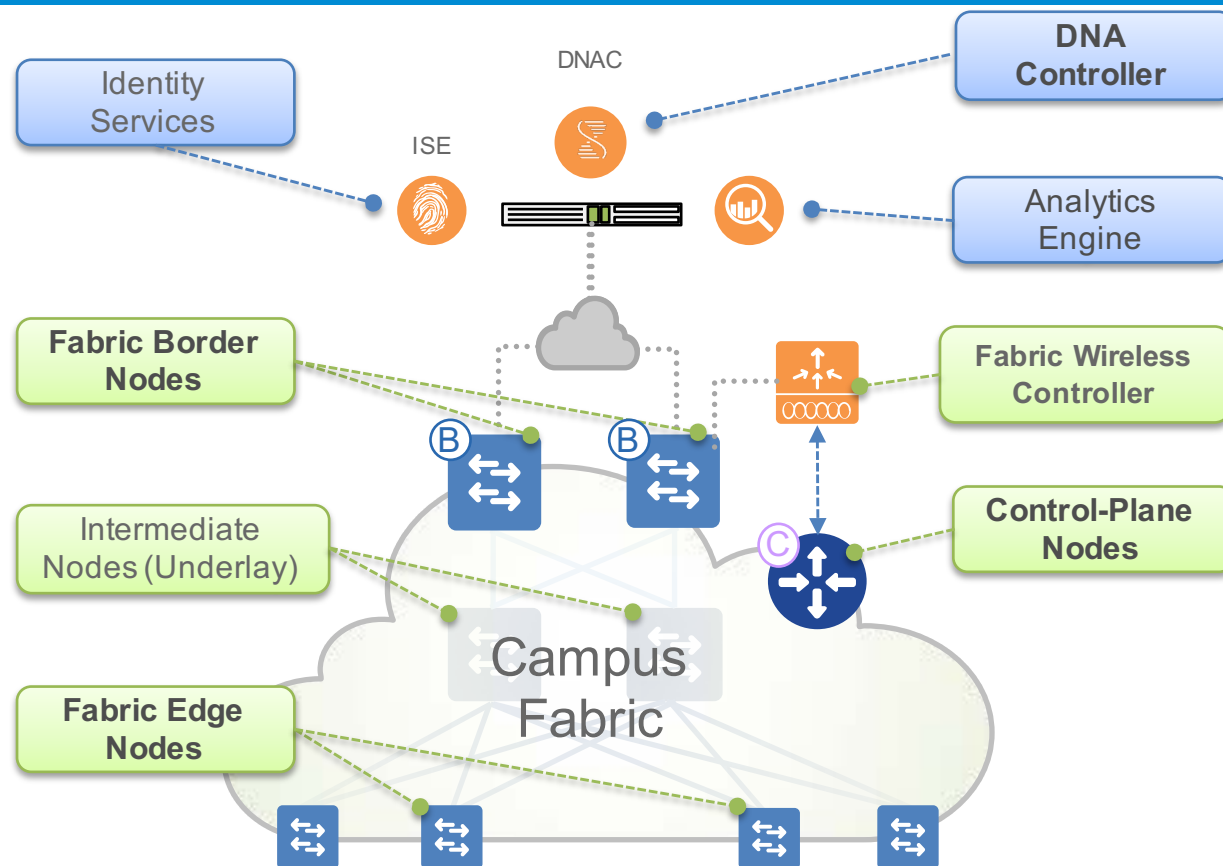 DNAC
DNA
Controller
Identity
Services
ISE
Analytics
Engine
Fabric Border
Nodes
Fabric Wireless
Controller
B
B
Intermediate
Nodes (Underlay)
C
Control-Plane
Nodes
Campus
Fabric
Fabric Edge
Nodes